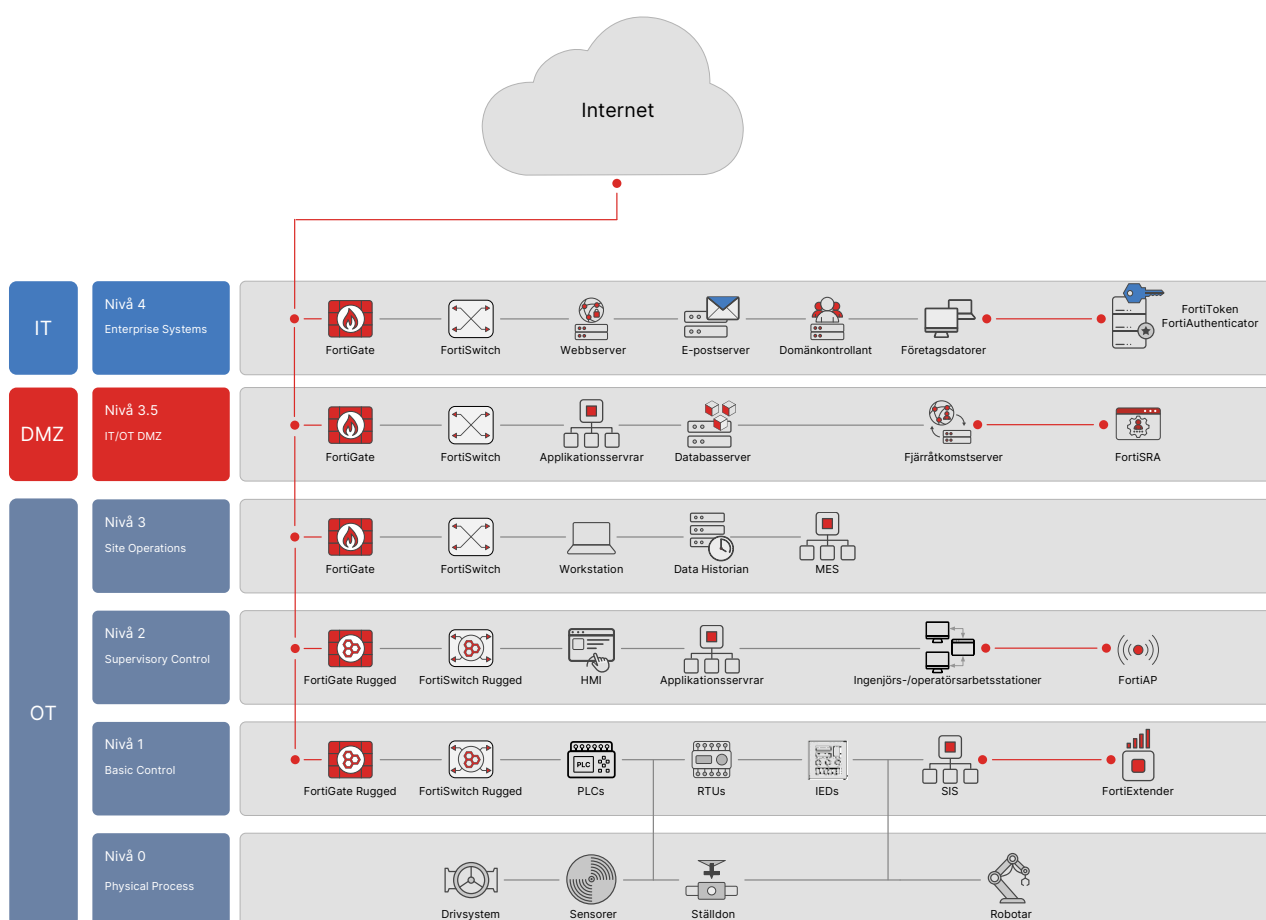 Internet
IT
Nivå 4
Enterprise Systems
FortiGate
FortiSwitch
Webbserver
E-postserver
Domänkontrollant
Företagsdatorer
FortiToken
FortiAuthenticator
DMZ
Nivå 3.5
IT/OT DMZ
FortiGate
FortiSwitch
Applikationsservrar
Databasserver
Fjärråtkomstserver
FortiSRA
OT
Nivå 3
Site Operations
FortiGate
FortiSwitch
Workstation
Data Historian
MES
Nivå 2
Supervisory Control
FortiGate Rugged
FortiSwitch Rugged
HMI
Applikationsservrar
Ingenjörs-/operatörsarbetsstationer
FortiAP
Nivå 1
Basic Control
FortiGate Rugged
FortiSwitch Rugged
PLC
PLCs
RTUs
IEDs
SIS
FortiExtender
Nivå 0
Physical Process
Drivsystem
Sensorer
Ställdon
Robotar